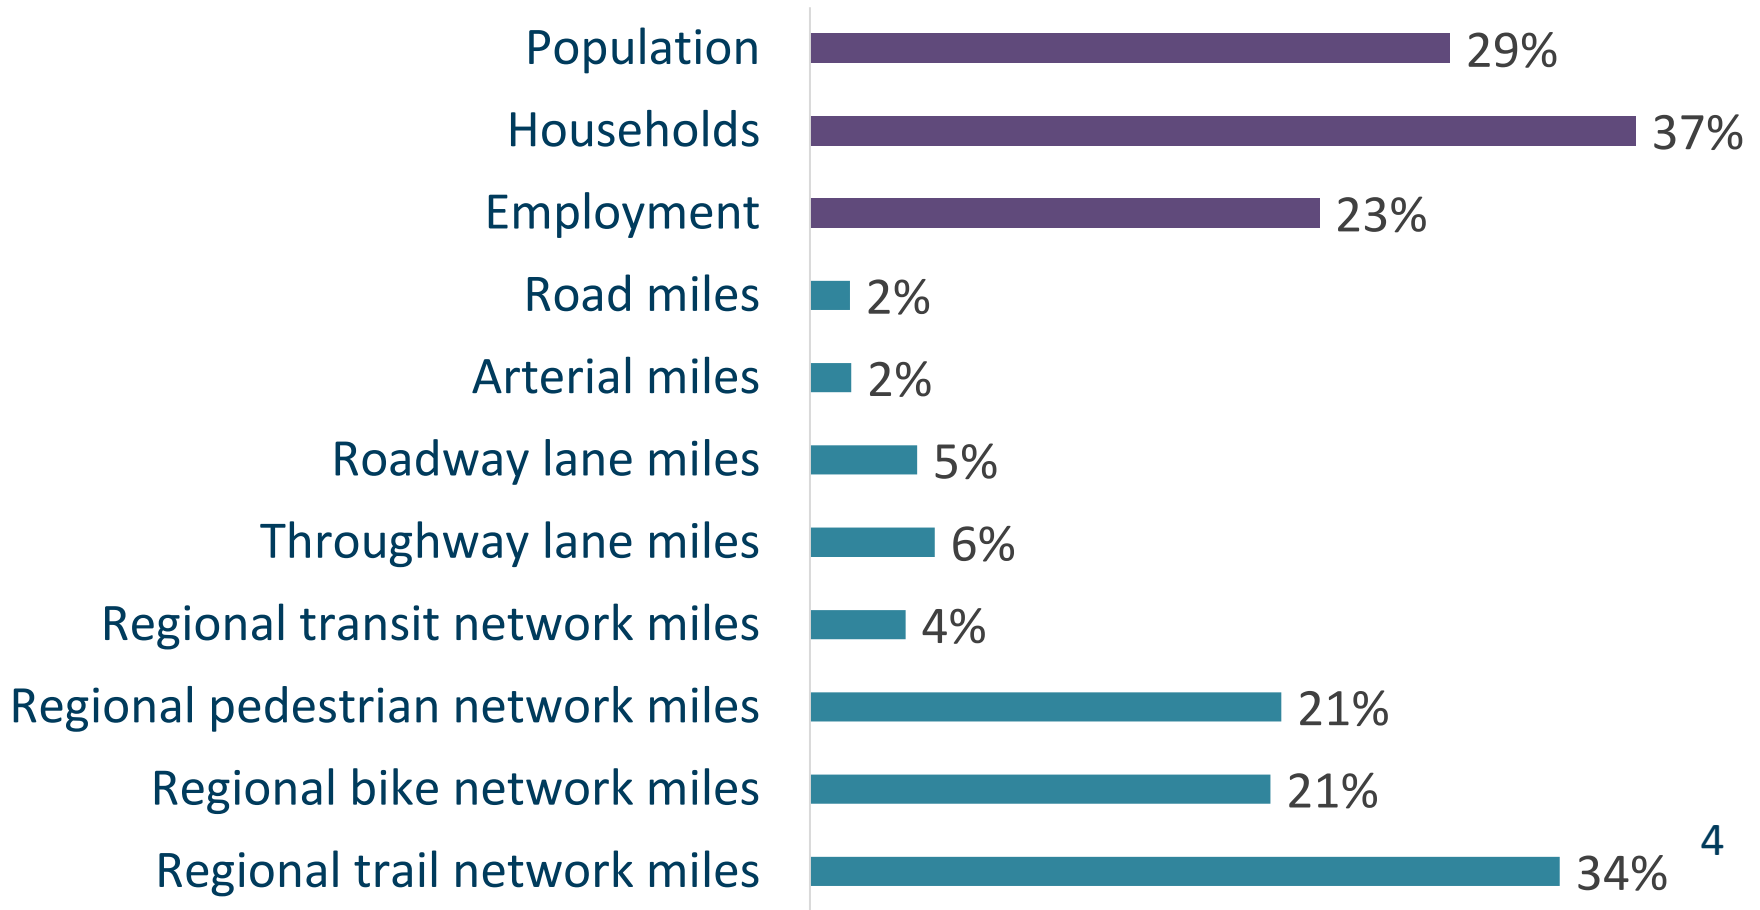 Population 29%
Households 37%
Employment 23%
Road miles 2%
Arterial miles 2%
Roadway lane miles 5%
Throughway lane miles 6%
Regional transit network miles 4%
Regional pedestrian network miles 21%
Regional bike network miles 21%
4
Regional trail network miles 34%